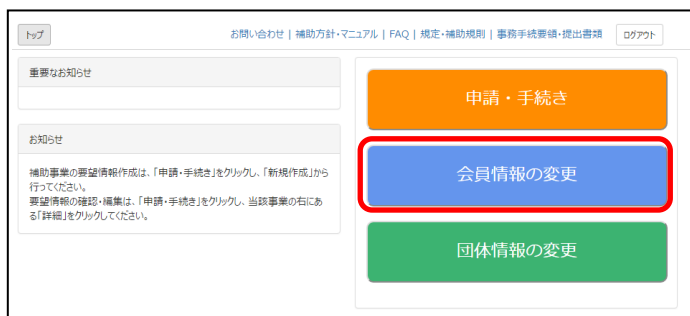 トップ
お問い合わせ | 補助方針・マニュアル | FAQ | 規定・補助規則 | 事務手続要領・提出書類 ログアウト
重要なお知らせ
お知らせ
補助事業の要望情報作成は、「申請・手続き」をクリックし、「新規作成」から
行ってください。
要望情報の確認・編集は、「申請・手続き」をクリックし、当該事業の右にあ
る「詳細」をクリックしてください。
申請・手続き
会員情報の変更
団体情報の変更